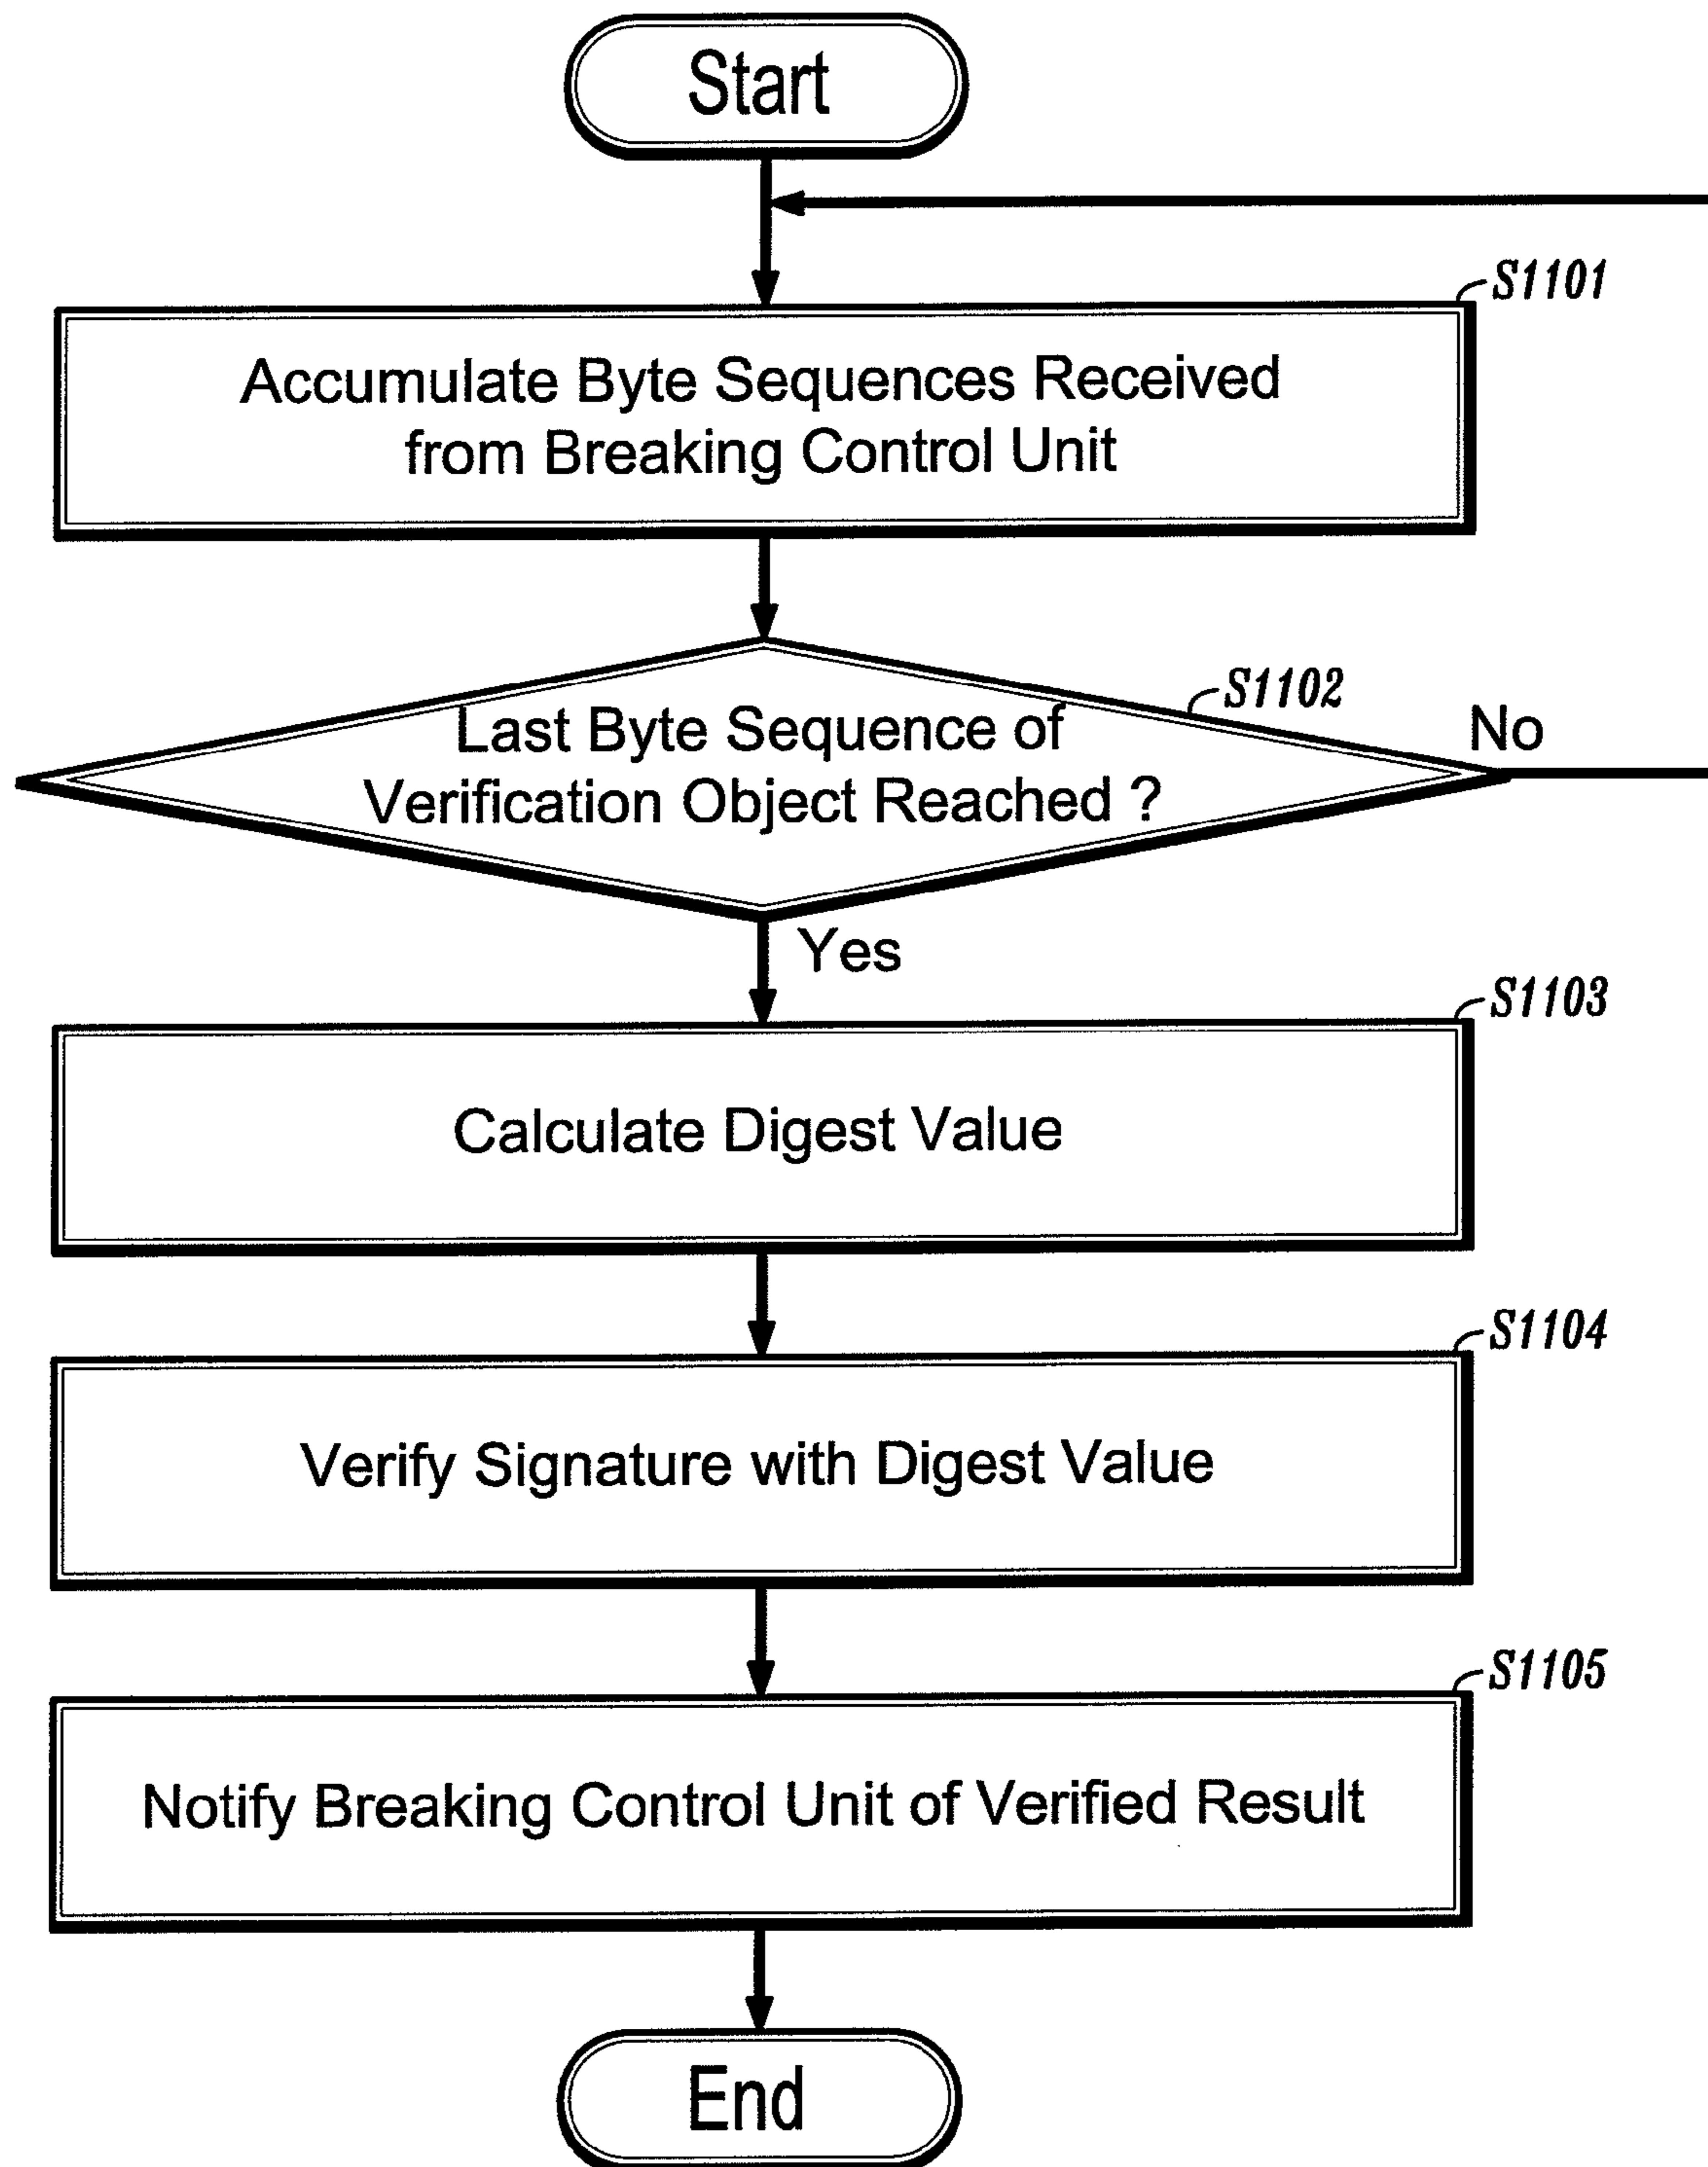 Start
S1101
Accumulate Byte Sequences Received
from Breaking Control Unit
S1102
Last Byte Sequence of
Verification Object Reached ?
No
Yes
S1103
Calculate Digest Value
S1104
Verify Signature with Digest Value
S1105
Notify Breaking Control Unit of Verified Result
End